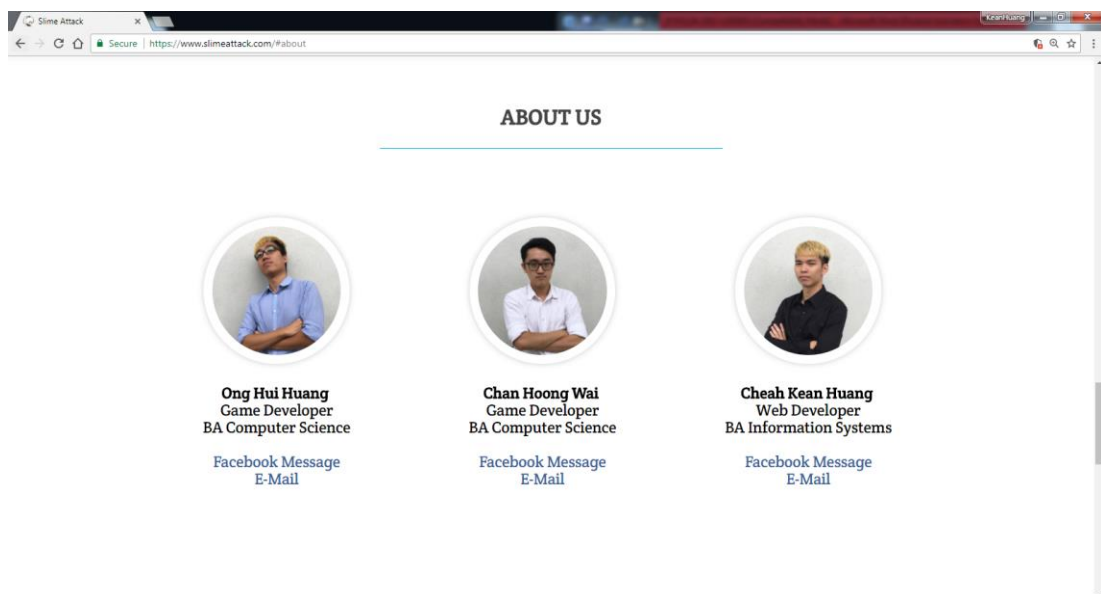 Slime Attack
KeanHuang
Secure | https://www.slimeattack.com/#about
ABOUT US
Ong Hui Huang
Game Developer
BA Computer Science
Facebook Message
E-Mail
Chan Hoong Wai
Game Developer
BA Computer Science
Facebook Message
E-Mail
Cheah Kean Huang
Web Developer
BA Information Systems
Facebook Message
E-Mail